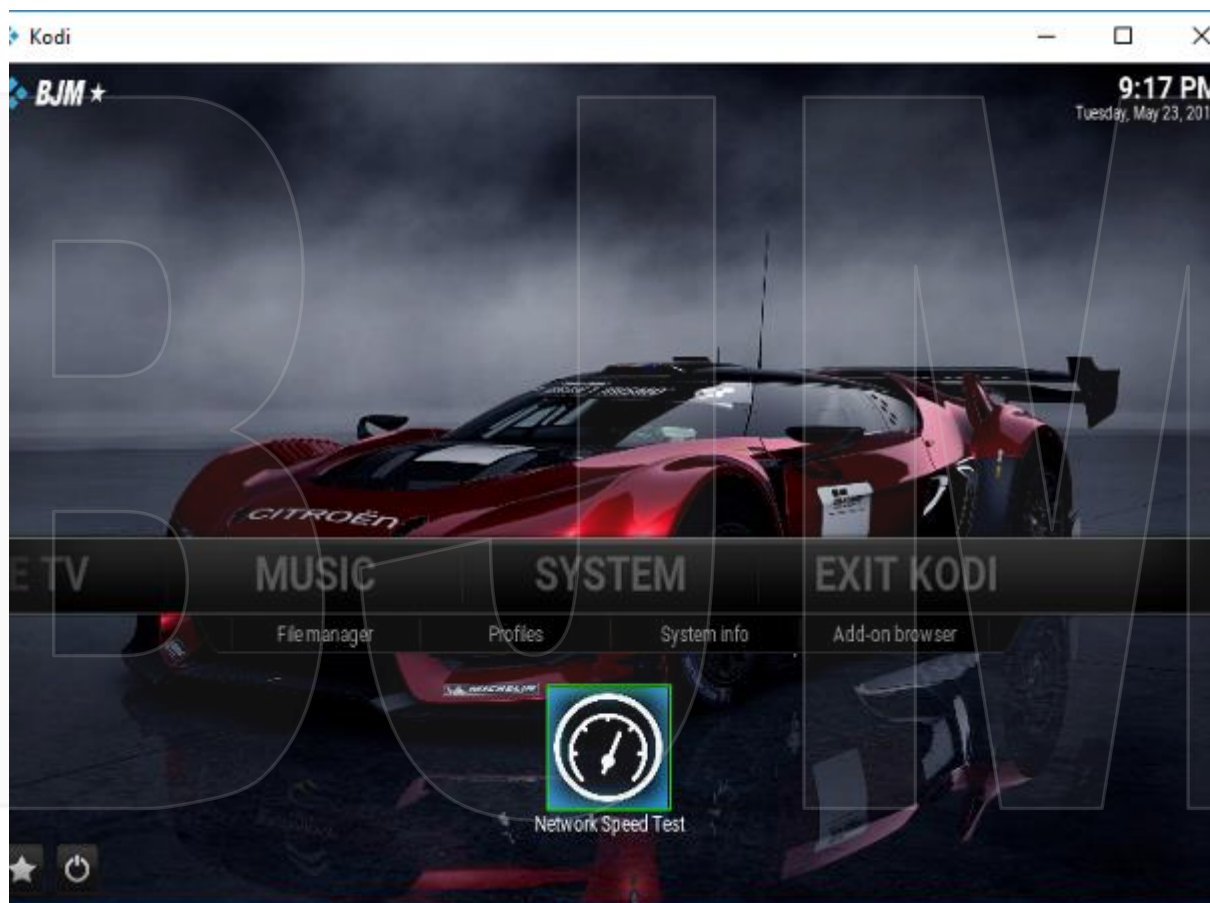 Kodi
BJM
9:17 PM
Tuesday, May 23, 201
BJM
CITROËN
E TV
MUSIC
SYSTEM
EXIT KODI
File manager
Profiles
System info
Add-on browser
MICHELIN
Network Speed Test